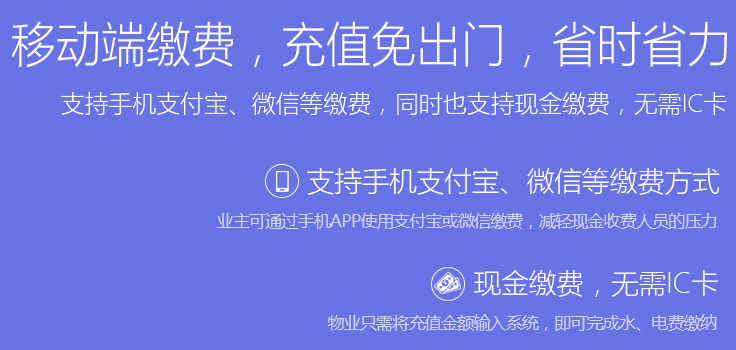 移动端缴费，充值免出门，省时省力
支持手机支付宝、微信等缴费，同时也支持现金缴费，无需IC卡
支持手机支付宝、微信等缴费方式
业主可通过手机APP使用支付宝或微信缴费，减轻现金收费人员的压力
现金缴费，无需IC卡
物业只需将充值金额输入系统，即可完成水、电费缴纳